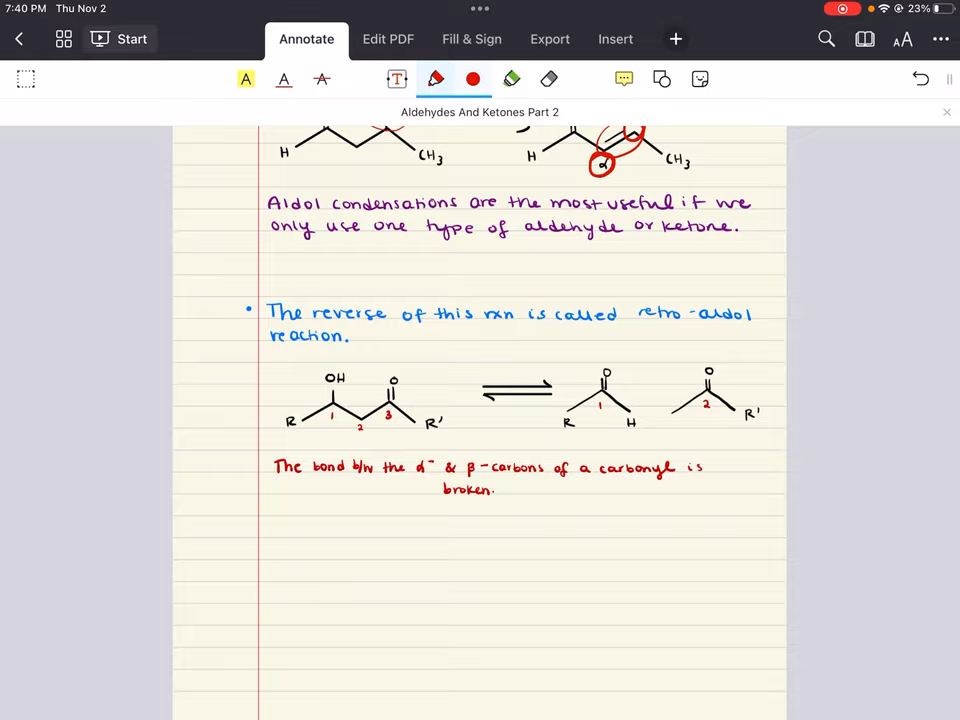 7:40 PM Thu Nov 2
23%
Start
Annotate
Edit PDF
Fill & Sign
Export
Insert
A
A
A
T
AA
Aldehydes And Ketones Part 2
H
CH3
H
α
CH3
Aldol condensations are the most useful if we
only use one type of aldehyde or ketone.
• The reverse of this rxn is called retro-aldol
reaction.
OH O O O
R 1 2 3 R' R 1 H 2 R'
The bond b/w the α- & β-carbons of a carbonyl is
broken.